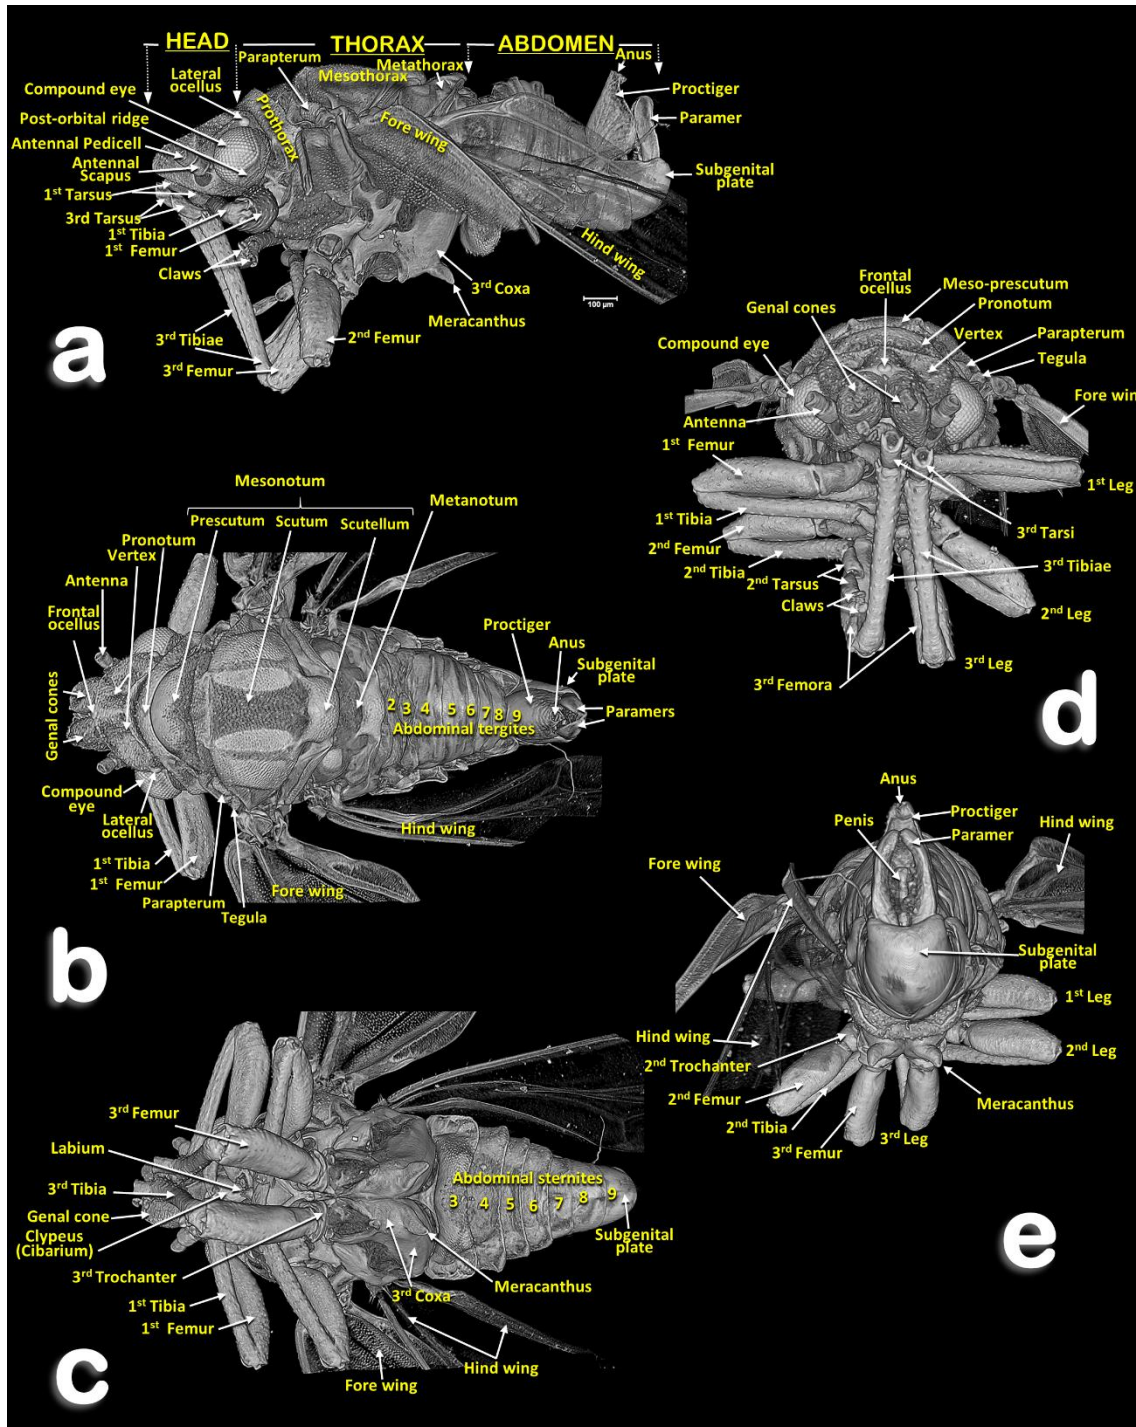 HEAD
THORAX
ABDOMEN
Parapterum
Metathorax
Anus
Lateral
ocellus
Mesothorax
Compound eye
Proctiger
Post-orbital ridge
Prothorax
Fore wing
Paramer
Antennal Pedicell
Antennal
Scapus
Subgenital
plate
1st Tarsus
3rd Tarsus
1st Tibia
1st Femur
Claws
Hind wing
3rd Coxa
100 µm
Meracanthus
3rd Tibiae
2nd Femur
3rd Femur
a
Frontal
ocellus
Meso-prescutum
Genal cones
Pronotum
Vertex
Parapterum
Compound eye
Tegula
Fore win
Antenna
1st Femur
1st Leg
1st Tibia
3rd Tarsi
2nd Femur
2nd Tibia
2nd Tarsus
3rd Tibiae
Claws
2nd Leg
3rd Leg
3rd Femora
d
Mesonotum
Metanotum
Prescutum
Scutum
Scutellum
Pronotum
Vertex
Antenna
Frontal
ocellus
Proctiger
Anus
Subgenital
plate
Genal cones
2 3 4 5 6 7 8 9
Abdominal tergites
Paramers
Compound
eye
Lateral
ocellus
Hind wing
1st Tibia
1st Femur
Fore wing
Parapterum
Tegula
b
Anus
Proctiger
Penis
Paramer
Hind wing
Fore wing
Subgenital
plate
1st Leg
Hind wing
2nd Trochanter
2nd Leg
2nd Femur
Meracanthus
2nd Tibia
3rd Femur
3rd Leg
e
3rd Femur
Labium
Abdominal sternites
3rd Tibia
3 4 5 6 7 8 9
Genal cone
Subgenital
plate
Clypeus
(Cibarium)
3rd Trochanter
3rd Coxa
Meracanthus
1st Tibia
1st Femur
Hind wing
Fore wing
c